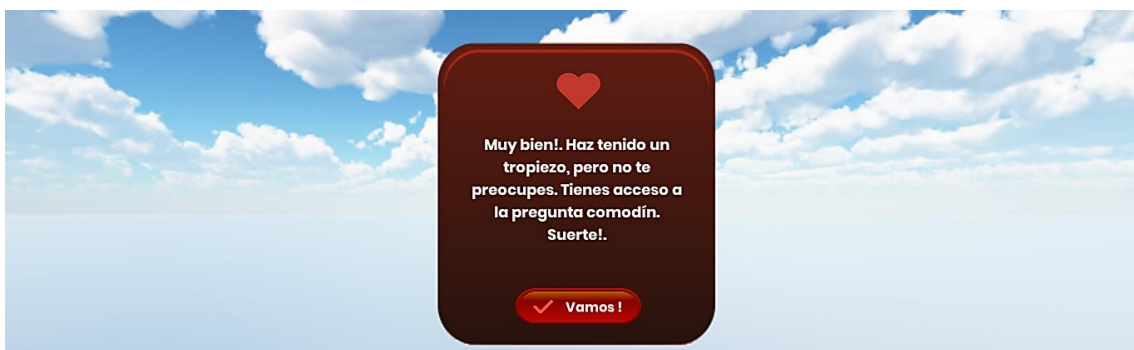 Muy bien!. Haz tenido un
tropiezo, pero no te
preocupes. Tienes acceso a
la pregunta comodín.
Suerte!.
Vamos !